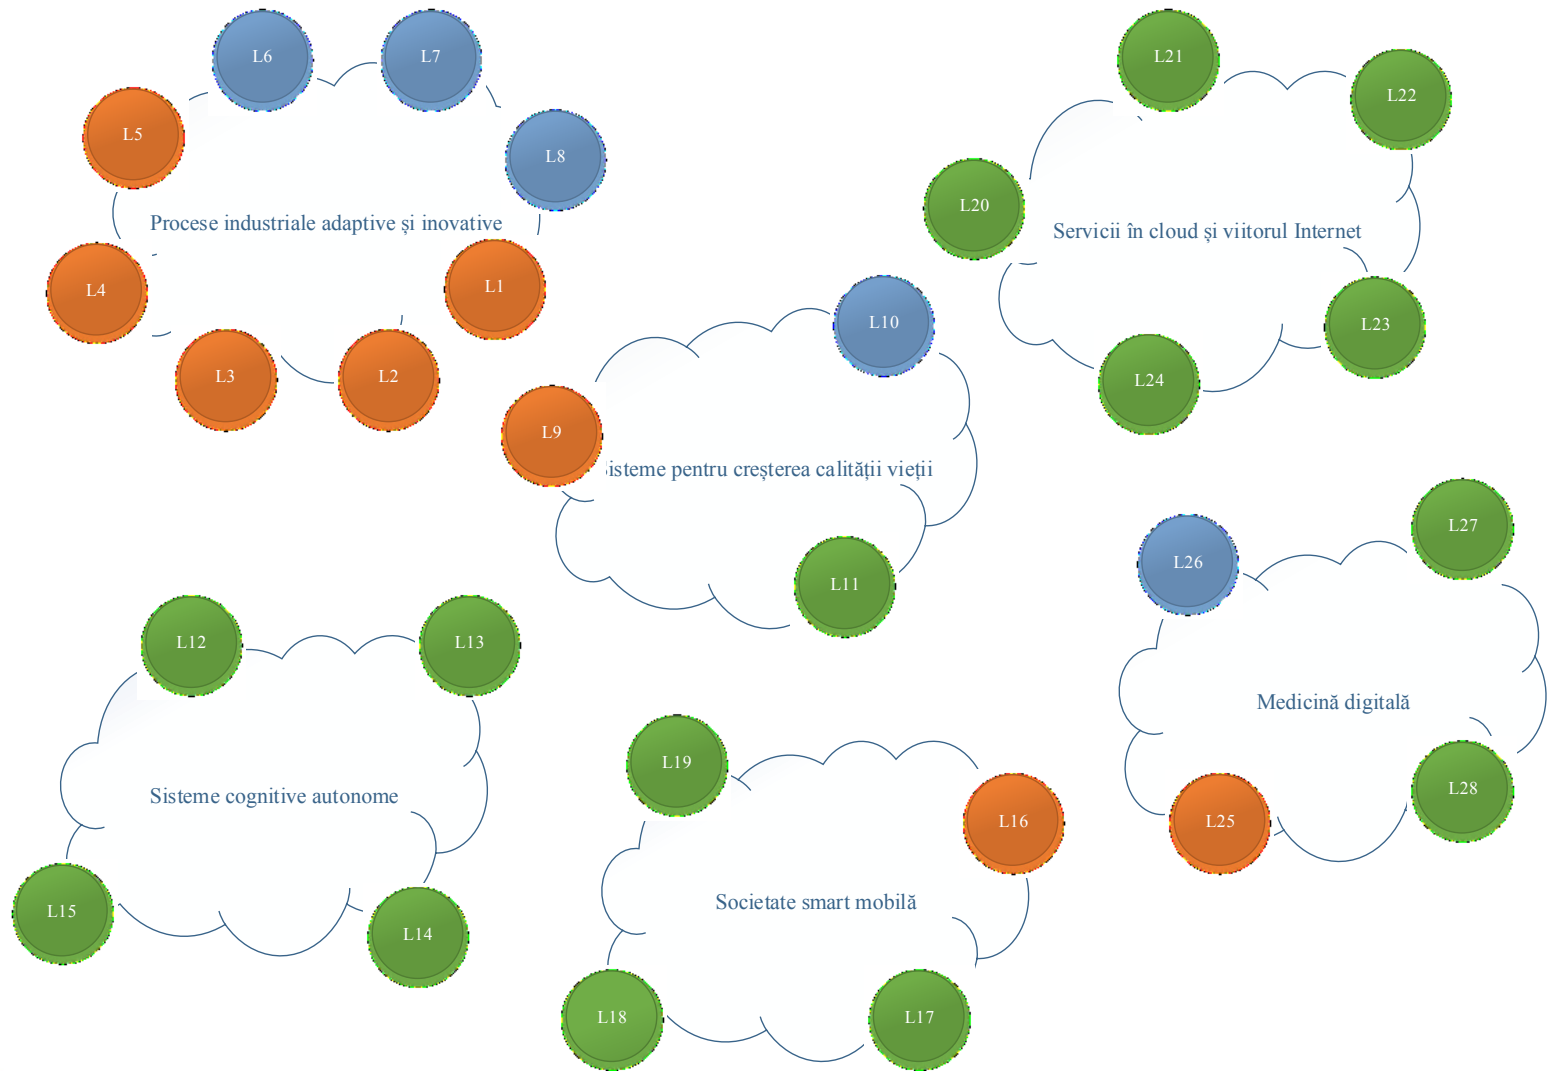 L6
L7
L5
L8
Procese industriale adaptive și inovative
L4
L1
L3
L2
L21
L22
L20
Servicii în cloud și viitorul Internet
L23
L24
L10
L9
isteme pentru creșterea calității vieții
L11
L27
L26
Medicină digitală
L25
L28
L12
L13
Sisteme cognitive autonome
L15
L14
L19
L16
Societate smart mobilă
L18
L17